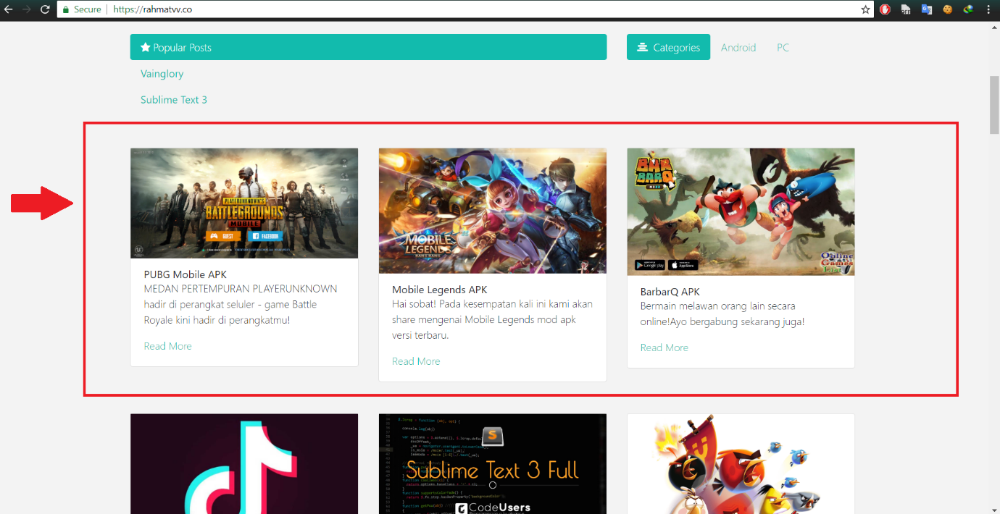 Secure
https://rahmatvv.co
Popular Posts
Categories
Android
PC
Vainglory
Sublime Text 3
PLAYERUNKNOWN'S
BATTLEGROUNDS
MOBILE
GUEST
FACEBOOK
PUBG Mobile APK
MEDAN PERTEMPURAN PLAYERUNKNOWN
hadir di perangkat seluler - game Battle
Royale kini hadir di perangkatmu!
Read More
MOBILE
LEGENDS
BANG BANG
Mobile Legends APK
Hai sobat! Pada kesempatan kali ini kami akan
share mengenai Mobile Legends mod apk
versi terbaru.
Read More
BAR
BARQ
Google play
AppStore
Online
Games
List
BarbarQ APK
Bermain melawan orang lain secara
online!Ayo bergabung sekarang juga!
Read More
S
Sublime Text 3 Full
CodeUsers